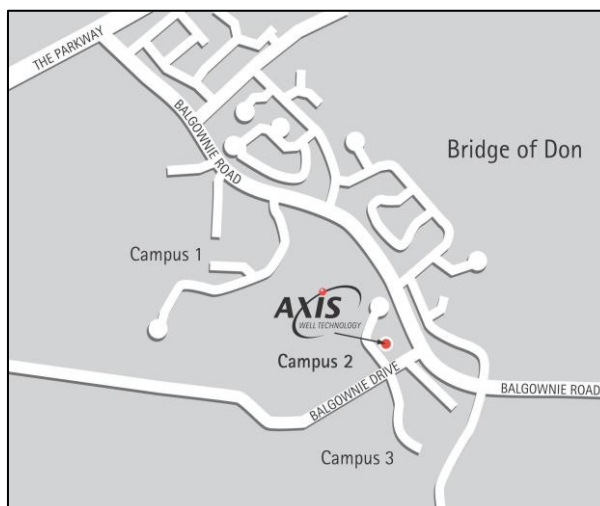 THE PARKWAY
BALGOWNIE ROAD
Bridge of Don
Campus 1
AXIS
WELL TECHNOLOGY
Campus 2
BALGOWNIE DRIVE
BALGOWNIE ROAD
Campus 3